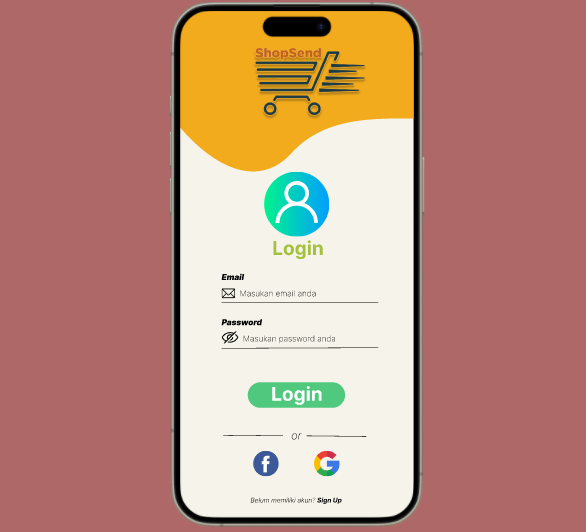 ShopSend
Login
Email
Masukan email anda
Password
Masukan password anda
Login
or
Belum memiliki akun? Sign Up